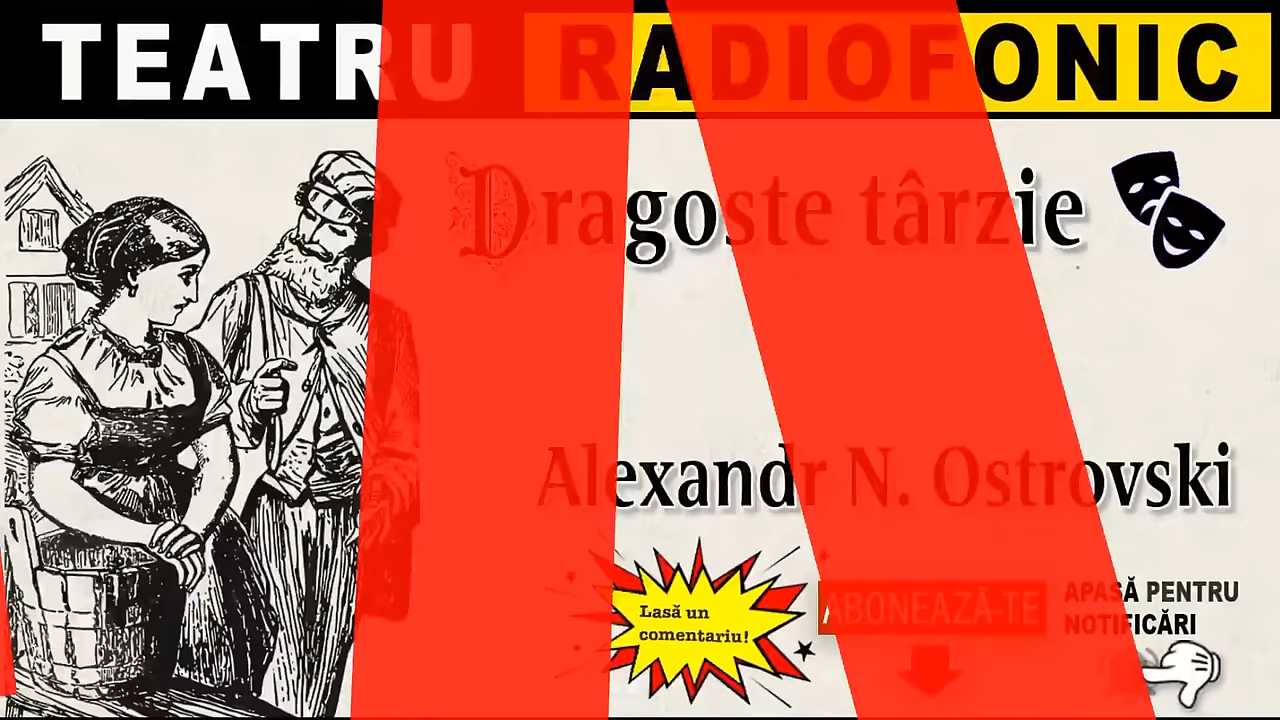 TEATRU RADIOFONIC
Dragoste târzie
Alexandr N. Ostrovski
Lasă un
comentariu!
ABONEAZĂ-TE
APASĂ PENTRU
NOTIFICĂRI